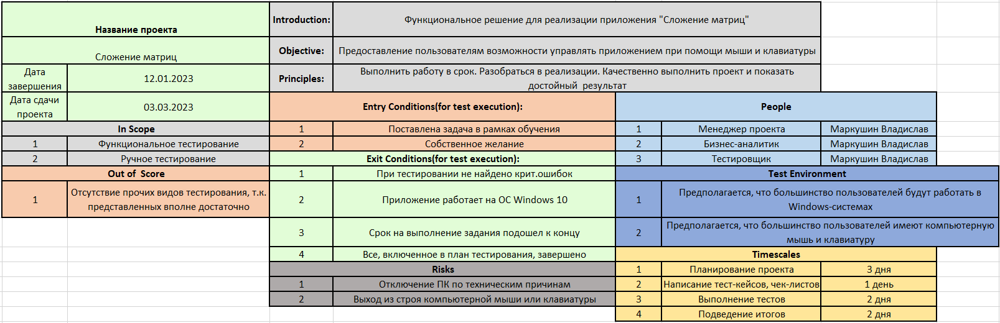 Название проекта
Сложение матриц
Дата
завершения
12.01.2023
Дата сдачи
проекта
03.03.2023
In Scope
1
Функциональное тестирование
2
Ручное тестирование
Out of  Score
1
Отсутствие прочих видов тестирования, т.к.
представленных вполне достаточно
Introduction:
Функциональное решение для реализации приложения "Сложение матриц"
Objective:
Предоставление пользователям возможности управлять приложением при помощи мыши и клавиатуры
Principles:
Выполнить работу в срок. Разобраться в реализации. Качественно выполнить проект и показать
достойный  результат
Entry Conditions(for test execution):
1
Поставлена задача в рамках обучения
2
Собственное желание
Exit Conditions(for test execution):
1
При тестировании не найдено крит.ошибок
2
Приложение работает на ОС Windows 10
3
Срок на выполнение задания подошел к концу
4
Все, включенное в план тестирования, завершено
Risks
1
Отключение ПК по техническим причинам
2
Выход из строя компьютерной мыши или клавиатуры
People
1
Менеджер проекта
Маркушин Владислав
2
Бизнес-аналитик
Маркушин Владислав
3
Тестировщик
Маркушин Владислав
Test Environment
1
Предполагается, что большинство пользователей будут работать в
Windows-системах
2
Предполагается, что большинство пользователей имеют компьютерную
мышь и клавиатуру
Timescales
1
Планирование проекта
3 дня
2
Написание тест-кейсов, чек-листов
1 день
3
Выполнение тестов
2 дня
4
Подведение итогов
2 дня